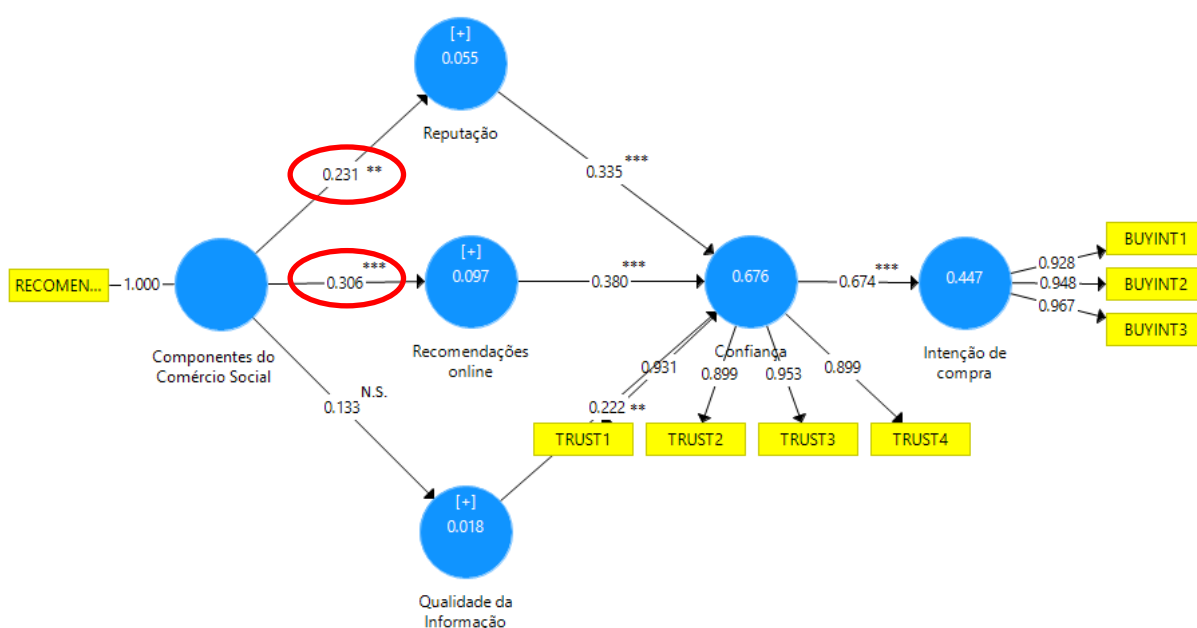 [+]
0.055
Reputação
0.231 **
0.335 ***
RECOMEN...
1.000
Componentes do
Comércio Social
0.306 ***
[+]
0.097
Recomendações
online
0.380 ***
0.676
Confiança
0.674 ***
0.447
Intenção de
compra
0.928
0.948
0.967
BUYINT1
BUYINT2
BUYINT3
0.931
0.899
0.953
0.899
TRUST1
TRUST2
TRUST3
TRUST4
0.133 N.S.
0.222 **
[+]
0.018
Qualidade da
Informação